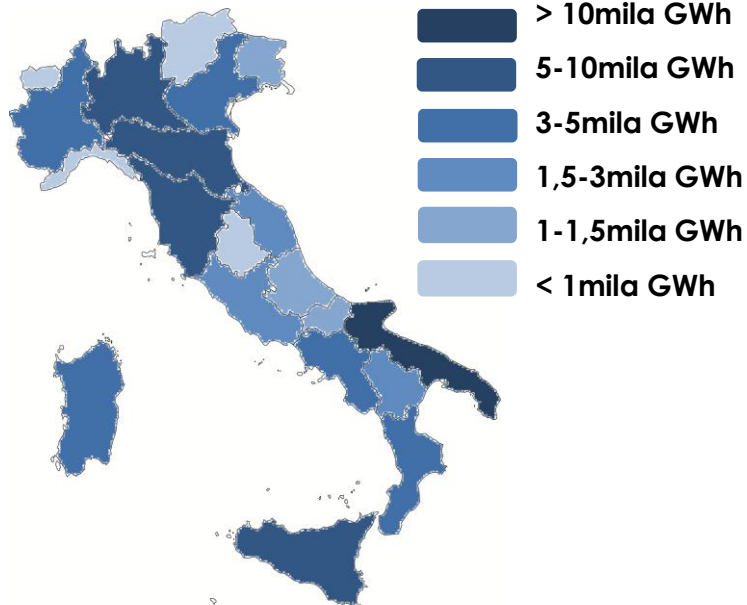 > 10mila GWh
5-10mila GWh
3-5mila GWh
1,5-3mila GWh
1-1,5mila GWh
< 1mila GWh